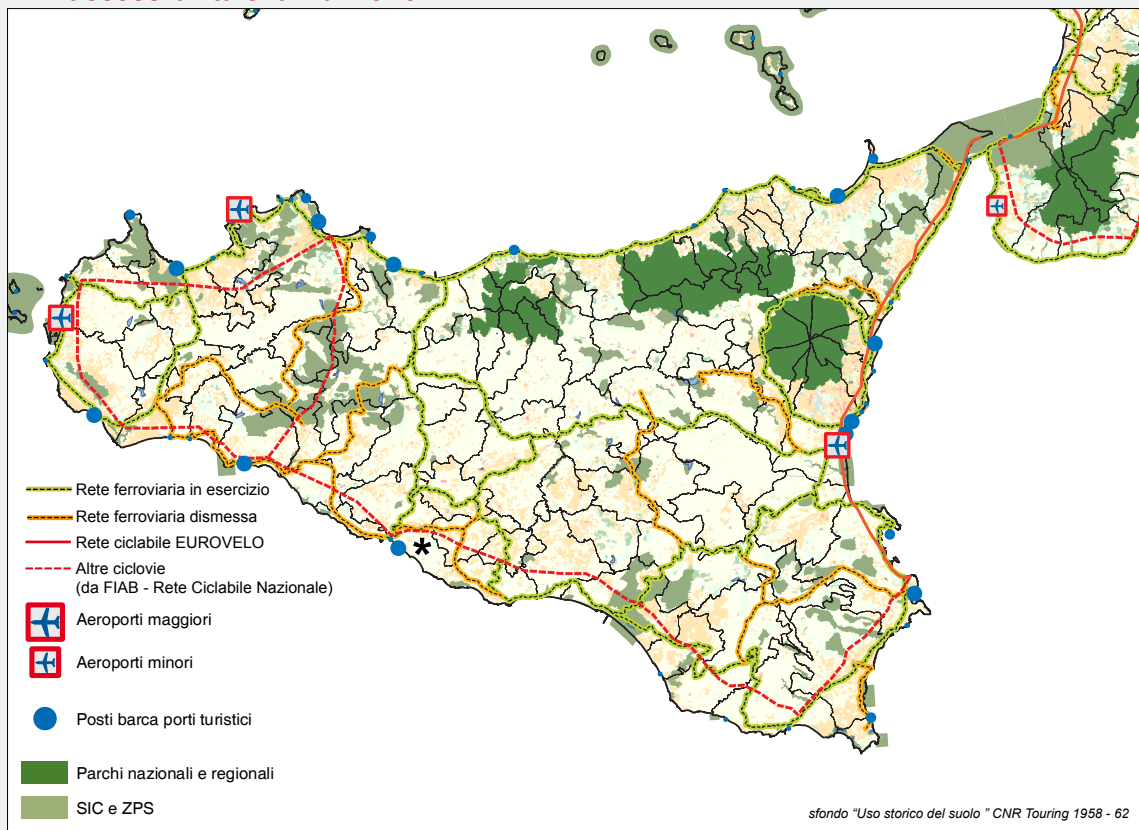 Rete ferroviaria in esercizio
Rete ferroviaria dismessa
Rete ciclabile EUROVELO
Altre ciclovie
(da FIAB - Rete Ciclabile Nazionale)
Aeroporti maggiori
Aeroporti minori
Posti barca porti turistici
*
Parchi nazionali e regionali
SIC e ZPS
sfondo “Uso storico del suolo ” CNR Touring 1958 - 62